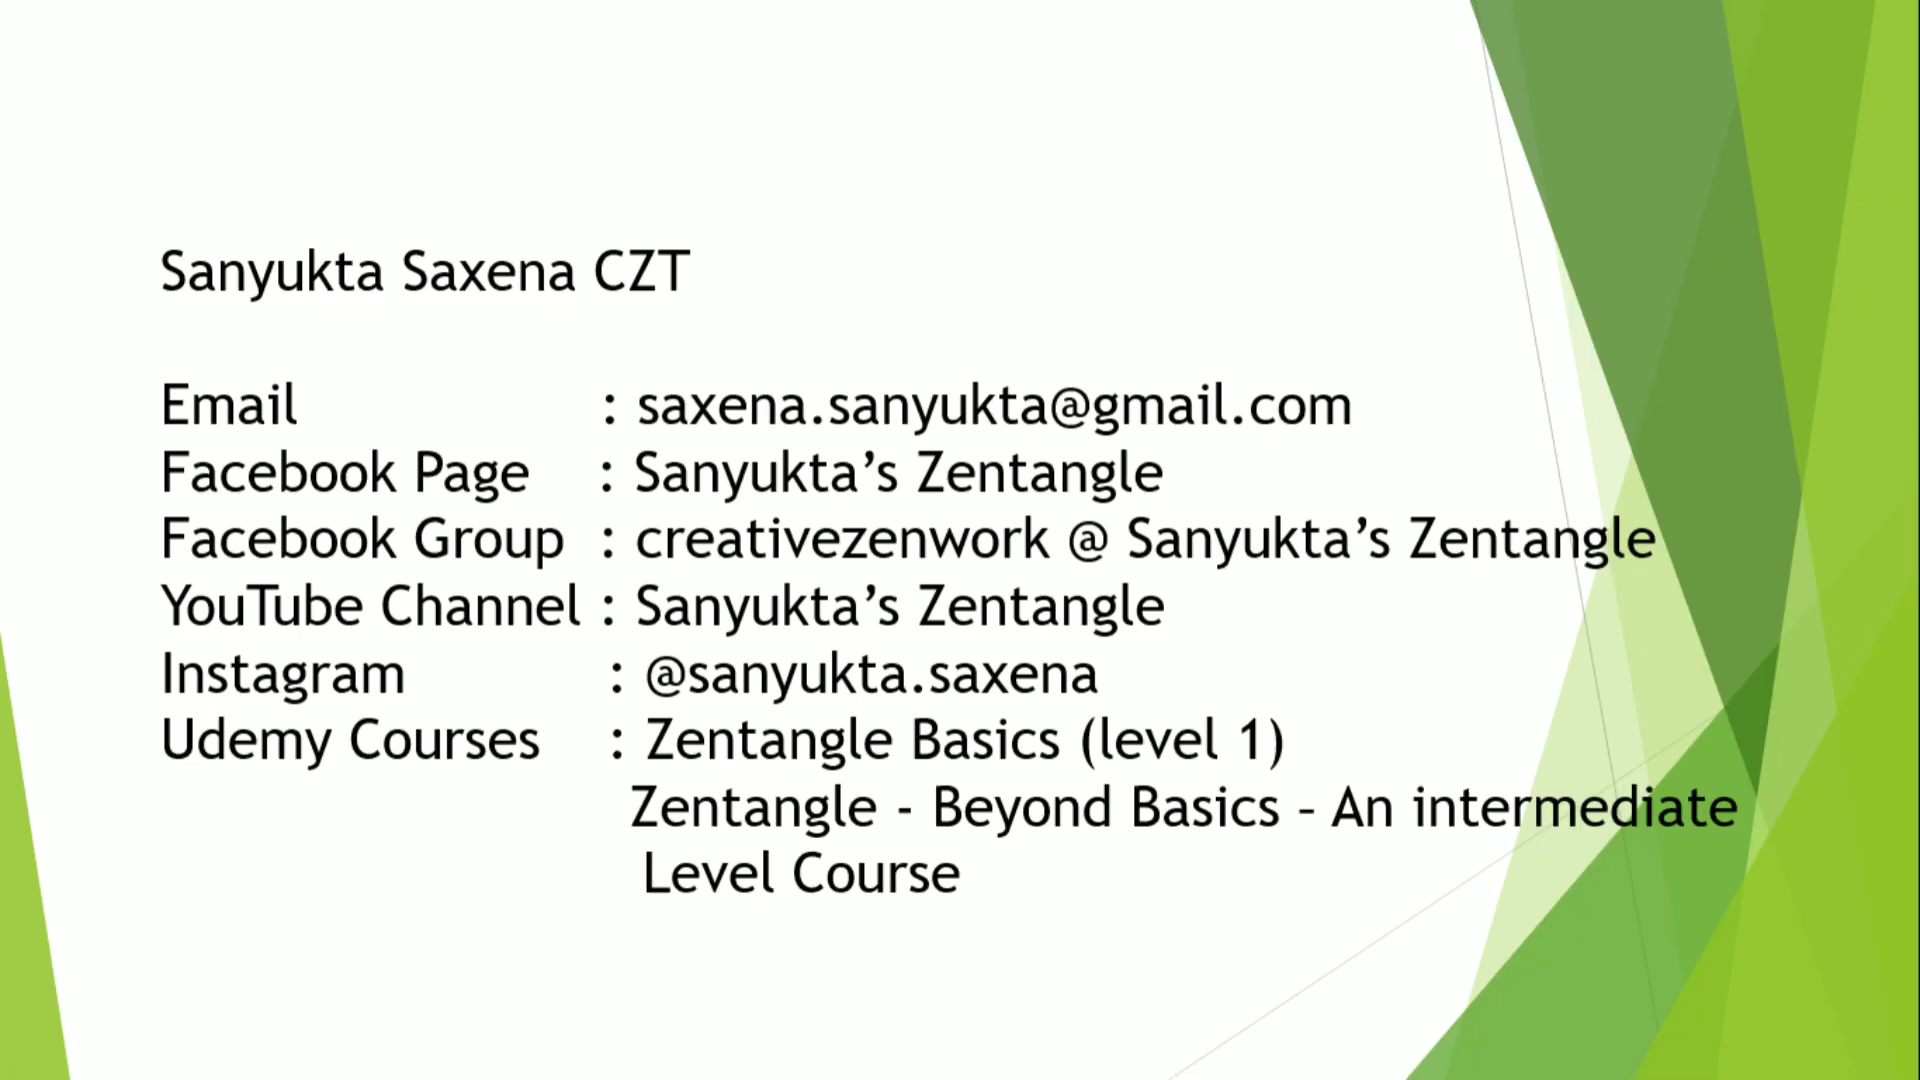 Sanyukta Saxena CZT
Email : saxena.sanyukta@gmail.com
Facebook Page : Sanyukta’s Zentangle
Facebook Group : creativezenwork @ Sanyukta’s Zentangle
YouTube Channel : Sanyukta’s Zentangle
Instagram : @sanyukta.saxena
Udemy Courses : Zentangle Basics (level 1)
Zentangle - Beyond Basics – An intermediate
Level Course